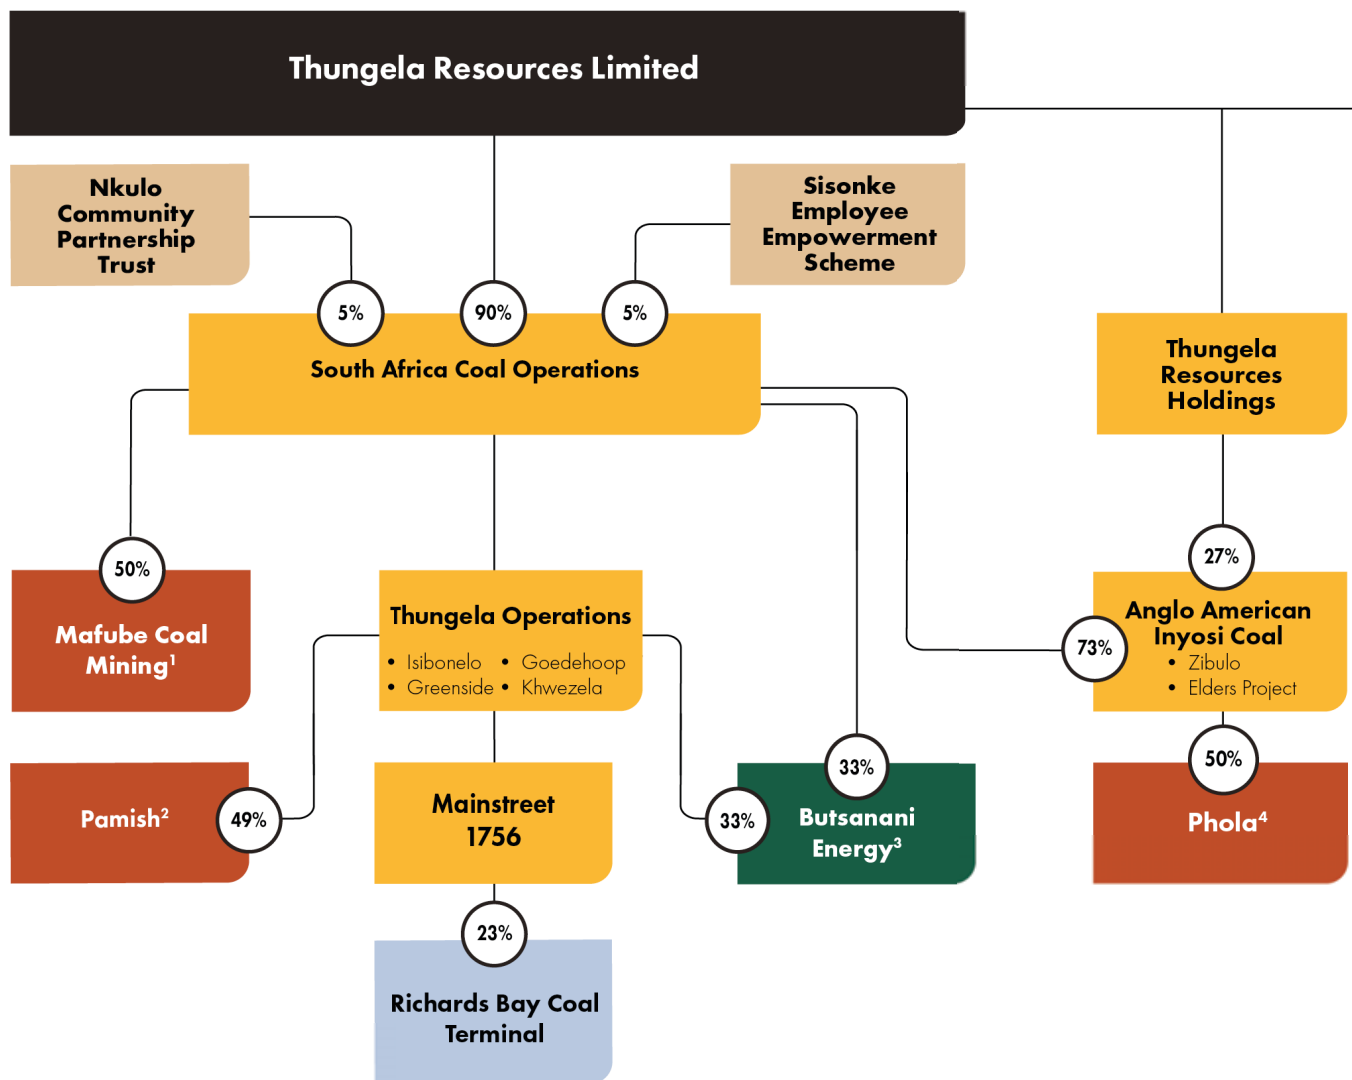 Thungela Resources Limited
Nkulo
Community
Partnership
Trust
Sisonke
Employee
Empowerment
Scheme
5%
90%
5%
South Africa Coal Operations
Thungela
Resources
Holdings
50%
Mafube Coal
Mining¹
Thungela Operations
• Isibonelo • Goedehoop
• Greenside • Khwezela
27%
73%
Anglo American
Inyosi Coal
• Zibulo
• Elders Project
Pamish²
49%
Mainstreet
1756
33%
33%
Butsanani
Energy³
50%
Phola⁴
23%
Richards Bay Coal
Terminal